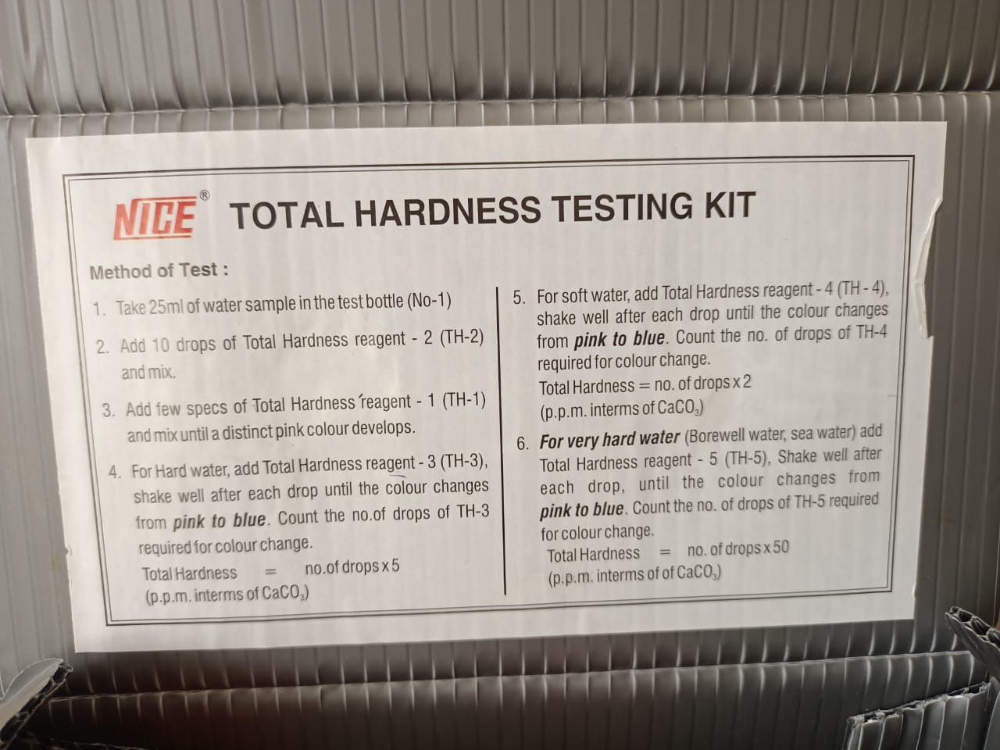 NICE® TOTAL HARDNESS TESTING KIT
Method of Test :
1. Take 25ml of water sample in the test bottle (No-1)
2. Add 10 drops of Total Hardness reagent - 2 (TH-2)
and mix.
3. Add few specs of Total Hardness reagent - 1 (TH-1)
and mix until a distinct pink colour develops.
4. For Hard water, add Total Hardness reagent - 3 (TH-3),
shake well after each drop until the colour changes
from pink to blue. Count the no.of drops of TH-3
required for colour change.
Total Hardness = no.of drops x 5
(p.p.m. interms of CaCO₃)
5. For soft water, add Total Hardness reagent - 4 (TH - 4),
shake well after each drop until the colour changes
from pink to blue. Count the no. of drops of TH-4
required for colour change.
Total Hardness = no. of drops x 2
(p.p.m. interms of CaCO₃)
6. For very hard water (Borewell water, sea water) add
Total Hardness reagent - 5 (TH-5), Shake well after
each drop, until the colour changes from
pink to blue. Count the no. of drops of TH-5 required
for colour change.
Total Hardness = no. of drops x 50
(p.p.m. interms of of CaCO₃)